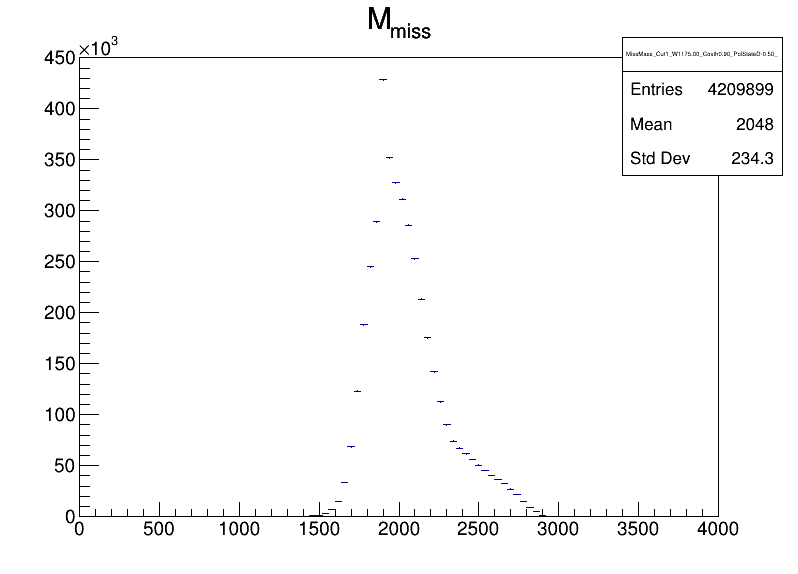 M_miss
×10^3
MissMass_Cut1_W1175.00_Costh0.90_PolStateD-0.50_
Entries 4209899
Mean 2048
Std Dev 234.3
450
400
350
300
250
200
150
100
50
0
0 500 1000 1500 2000 2500 3000 3500 4000